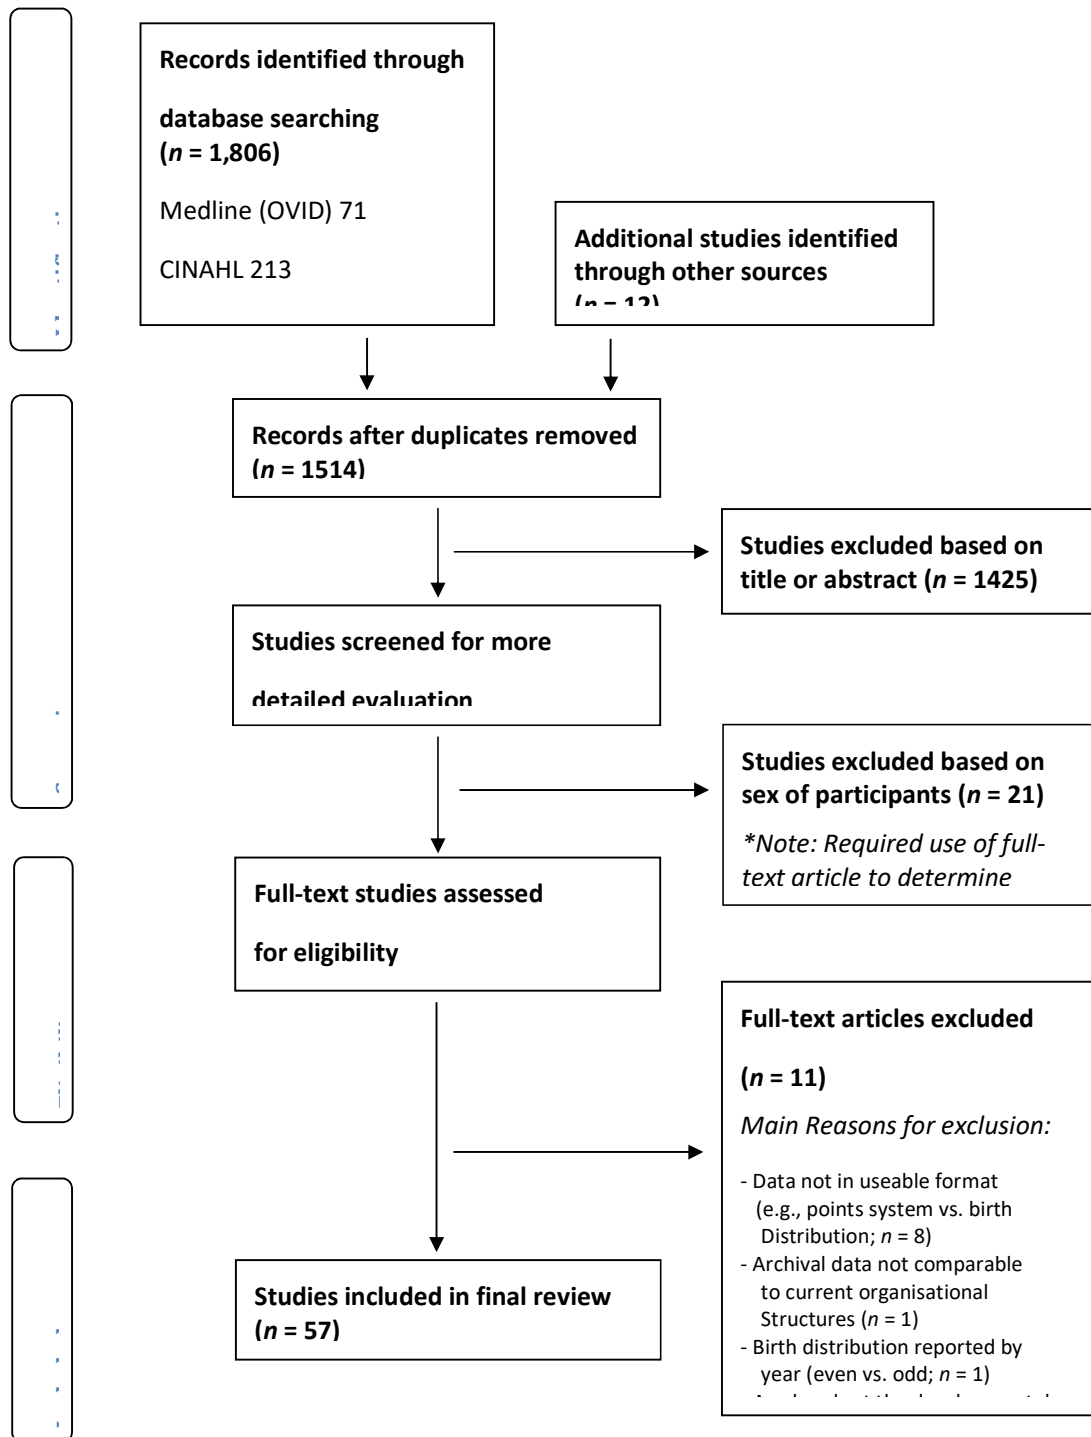 Records identified through
database searching
(n = 1,806)
Medline (OVID) 71
CINAHL 213
Additional studies identified
through other sources
(n = 12)
Records after duplicates removed
(n = 1514)
Studies excluded based on
title or abstract (n = 1425)
Studies screened for more
detailed evaluation
Studies excluded based on
sex of participants (n = 21)
*Note: Required use of full-
text article to determine
Full-text studies assessed
for eligibility
Full-text articles excluded
(n = 11)
Main Reasons for exclusion:
- Data not in useable format
(e.g., points system vs. birth
Distribution; n = 8)
- Archival data not comparable
to current organisational
Structures (n = 1)
- Birth distribution reported by
year (even vs. odd; n = 1)
Studies included in final review
(n = 57)